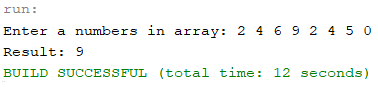 run:
Enter a numbers in array: 2 4 6 9 2 4 5 0
Result: 9
BUILD SUCCESSFUL (total time: 12 seconds)